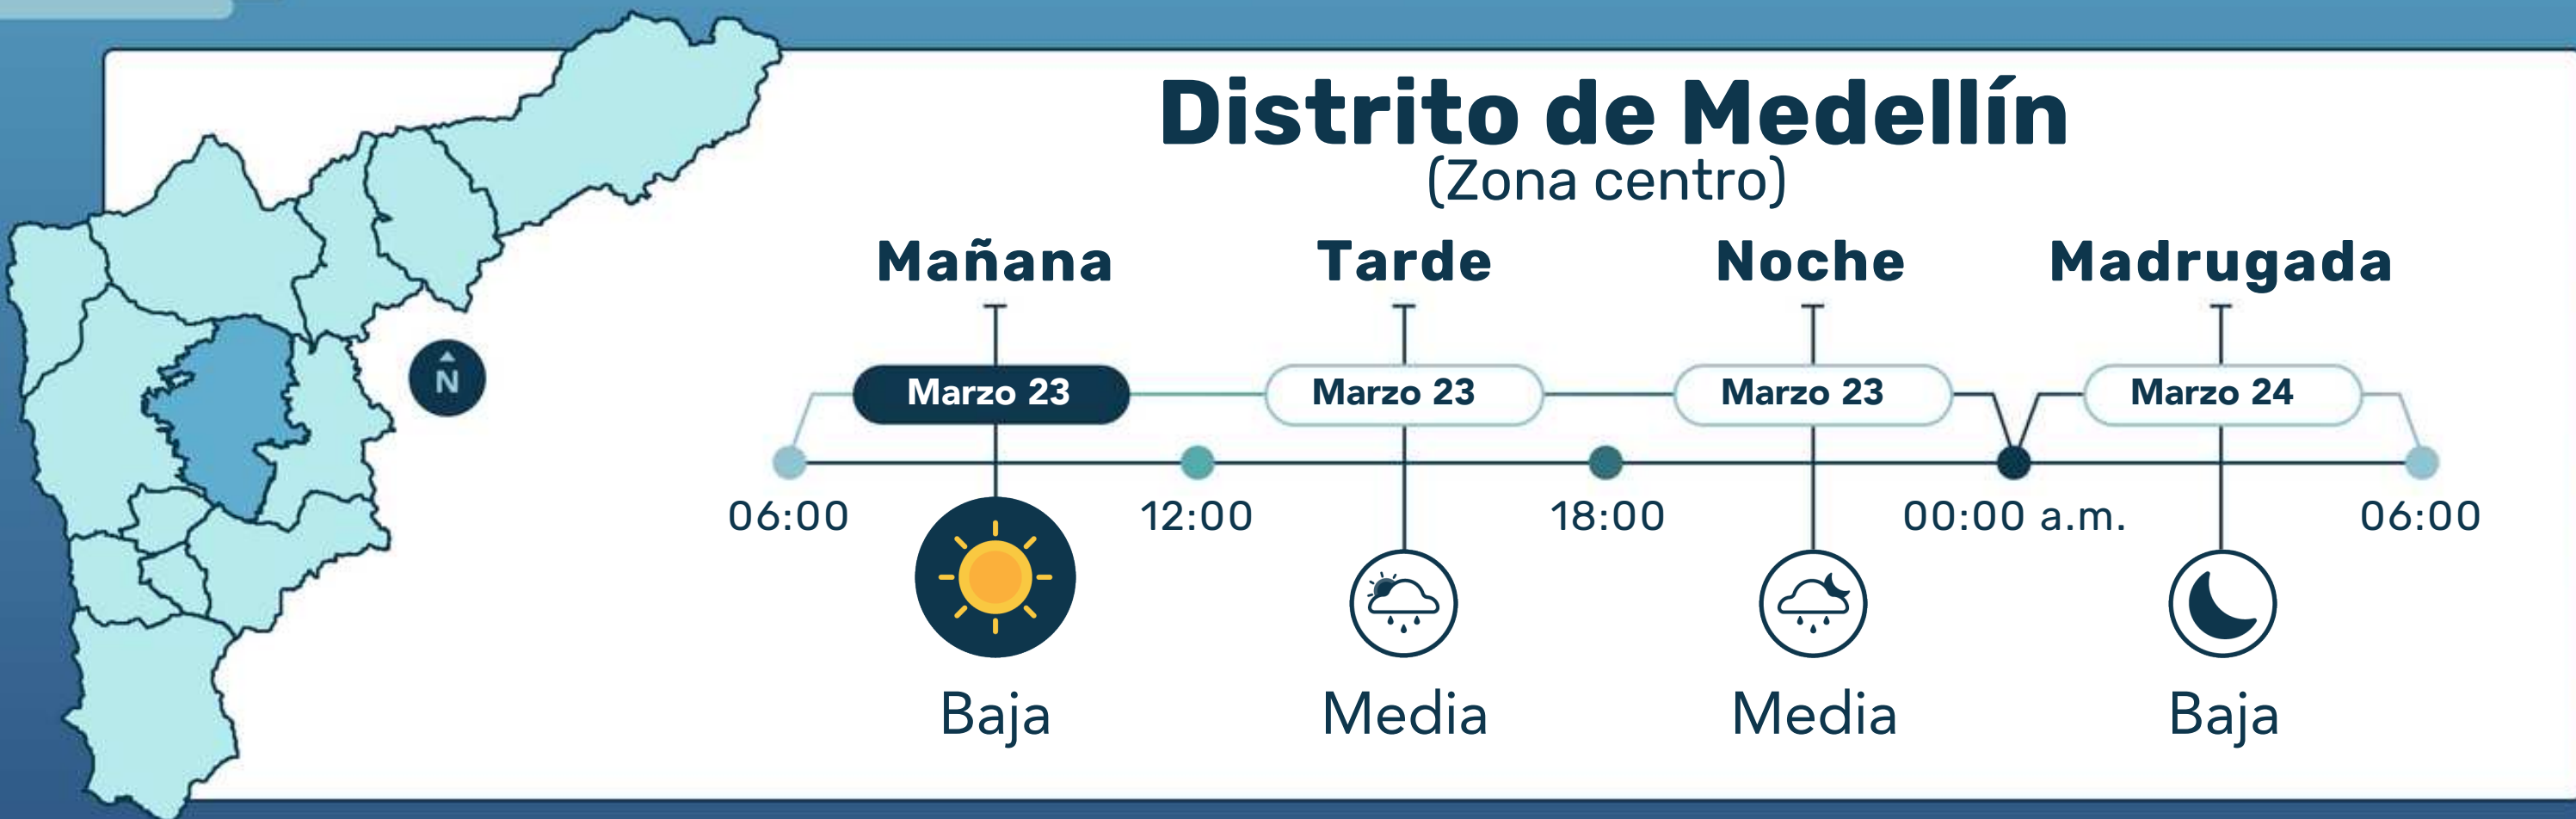 Distrito de Medellín
(Zona centro)
Mañana Tarde Noche Madrugada
Marzo 23 Marzo 23 Marzo 23 Marzo 24
N
06:00 12:00 18:00 00:00 a.m. 06:00
Baja Media Media Baja